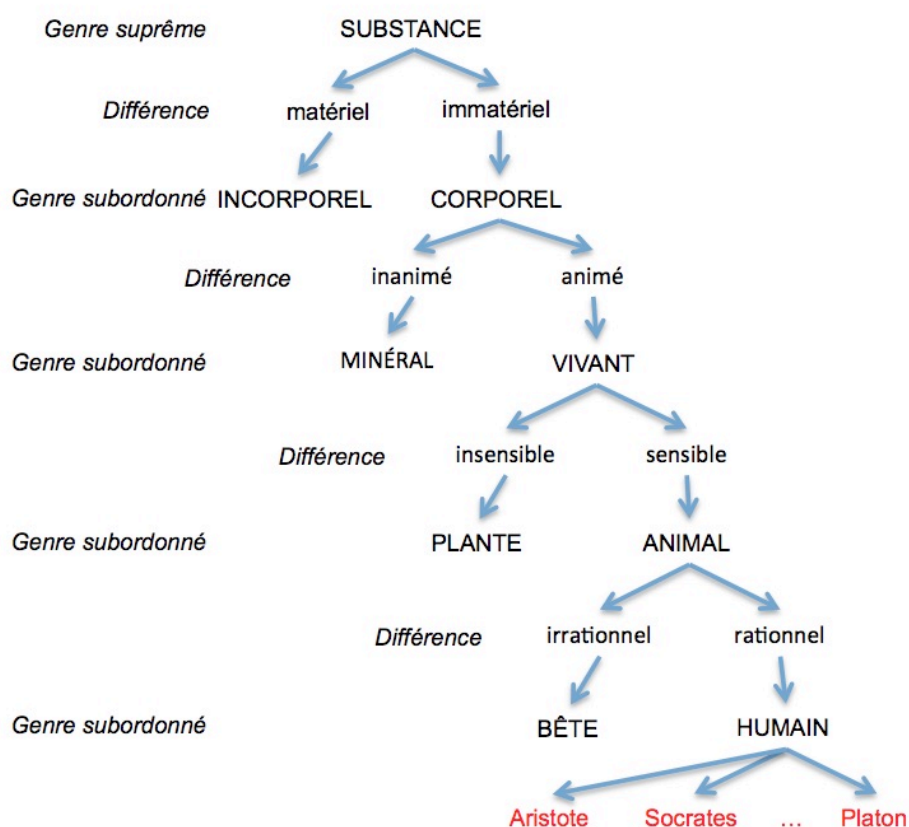 Genre suprême SUBSTANCE
Différence matériel immatériel
Genre subordonné INCORPOREL CORPOREL
Différence inanimé animé
Genre subordonné MINÉRAL VIVANT
Différence insensible sensible
Genre subordonné PLANTE ANIMAL
Différence irrationnel rationnel
Genre subordonné BÊTE HUMAIN
Aristote Socrates ... Platon